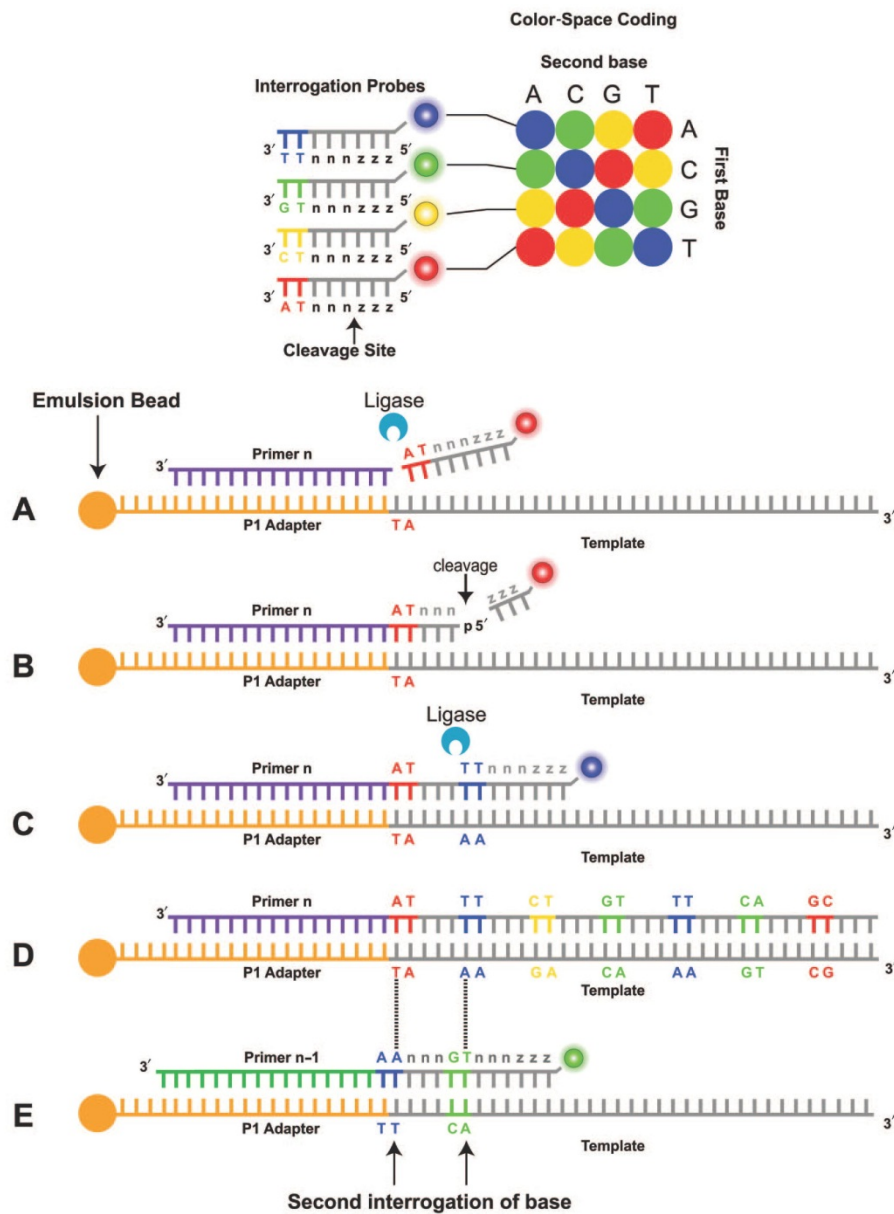 Color-Space Coding
Second base
Interrogation Probes
A C G T
A
3′ 5′
T T n n n z z z
C
First Base
3′ 5′
G T n n n z z z
G
3′ 5′
C T n n n z z z
T
3′ 5′
A T n n n z z z
Cleavage Site
Emulsion Bead
Ligase
A T n n n z z z
3′ Primer n
A
3′
P1 Adapter T A
Template
cleavage
z z z
Primer n A T n n n
3′ p 5′
B
3′
P1 Adapter T A
Template
Ligase
Primer n A T T T n n n z z z
3′
C
3′
P1 Adapter T A A A
Template
Primer n A T T T C T G T T T C A G C
3′
D
3′
P1 Adapter T A A A G A C A A A G T C G
Template
3′ Primer n–1 A A n n n G T n n n z z z
E
3′
P1 Adapter T T C A
Template
Second interrogation of base